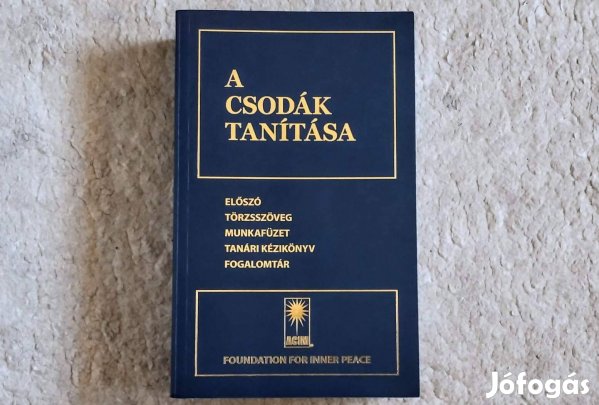 A
CSODÁK
TANÍTÁSA
ELŐSZÓ
TÖRZSSZÖVEG
MUNKAFÜZET
TANÁRI KÉZIKÖNYV
FOGALOMTÁR
ACIM
FOUNDATION FOR INNER PEACE
Jófogás